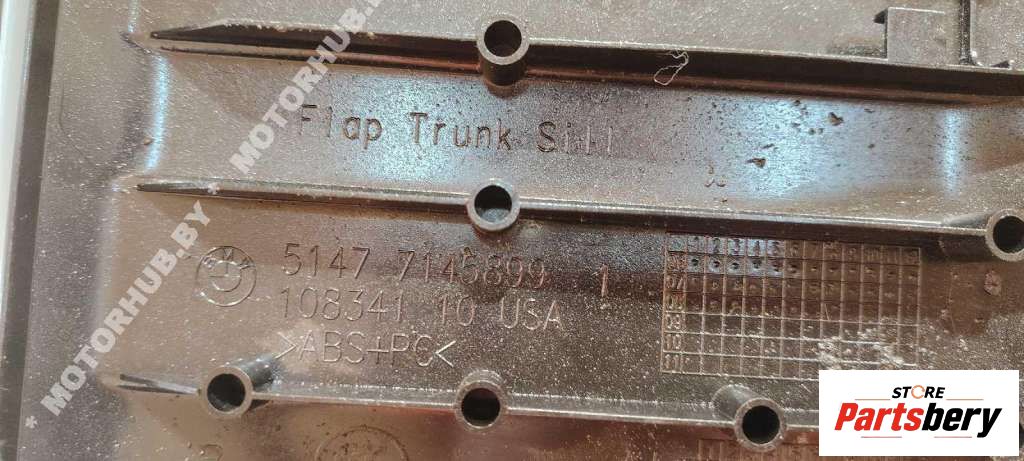 Flap Trunk Sill
5147 7145899 1
108341 10 USA
>ABS+PC<
* MOTORHUB.BY * MOTORHUB.BY
STORE
Partsbery